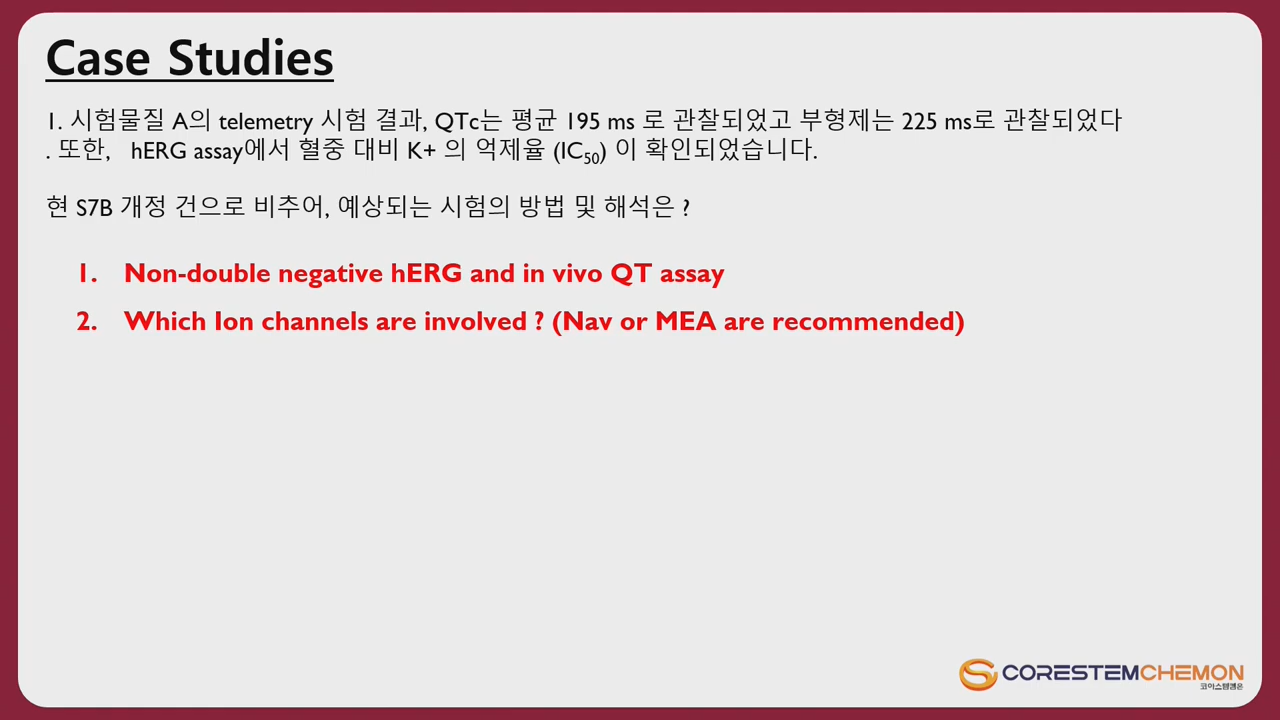 Case Studies
1. 시험물질 A의 telemetry 시험 결과, QTc는 평균 195 ms 로 관찰되었고 부형제는 225 ms로 관찰되었다
. 또한, hERG assay에서 혈중 대비 K+ 의 억제율 (IC50) 이 확인되었습니다.
현 S7B 개정 건으로 비추어, 예상되는 시험의 방법 및 해석은 ?
1. Non-double negative hERG and in vivo QT assay
2. Which Ion channels are involved ? (Nav or MEA are recommended)
CORESTEMCHEMON
코아스템켐온